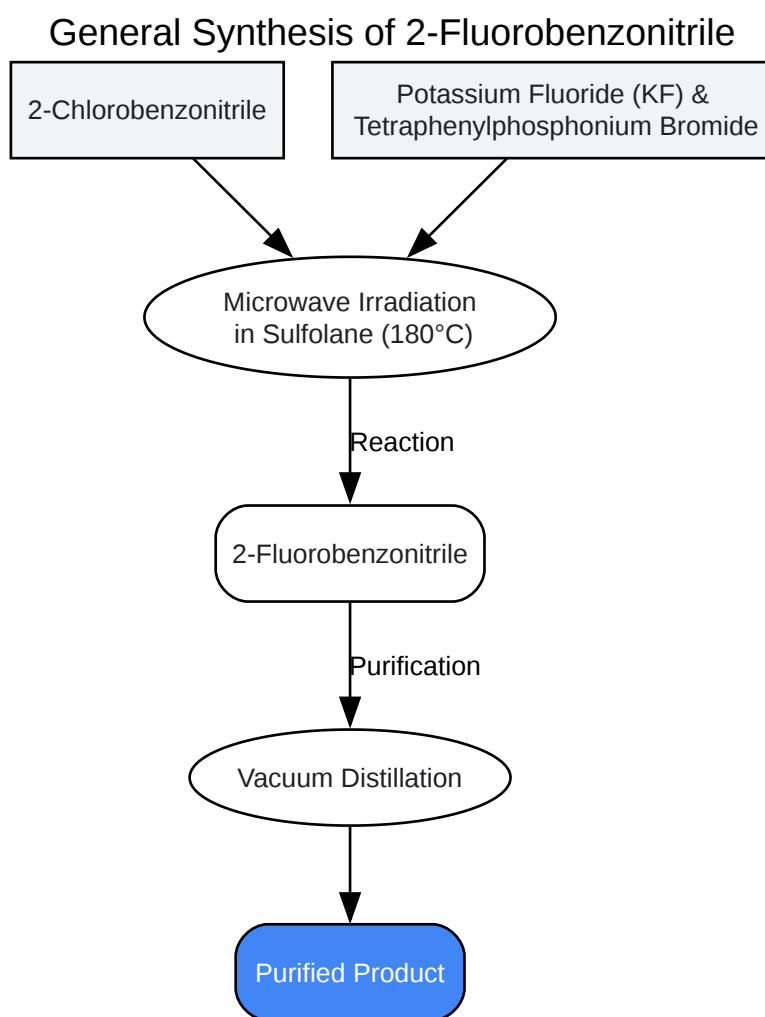 General Synthesis of 2-Fluorobenzonitrile
2-Chlorobenzonitrile
Potassium Fluoride (KF) &
Tetraphenylphosphonium Bromide
Microwave Irradiation
in Sulfolane (180°C)
Reaction
2-Fluorobenzonitrile
Purification
Vacuum Distillation
Purified Product